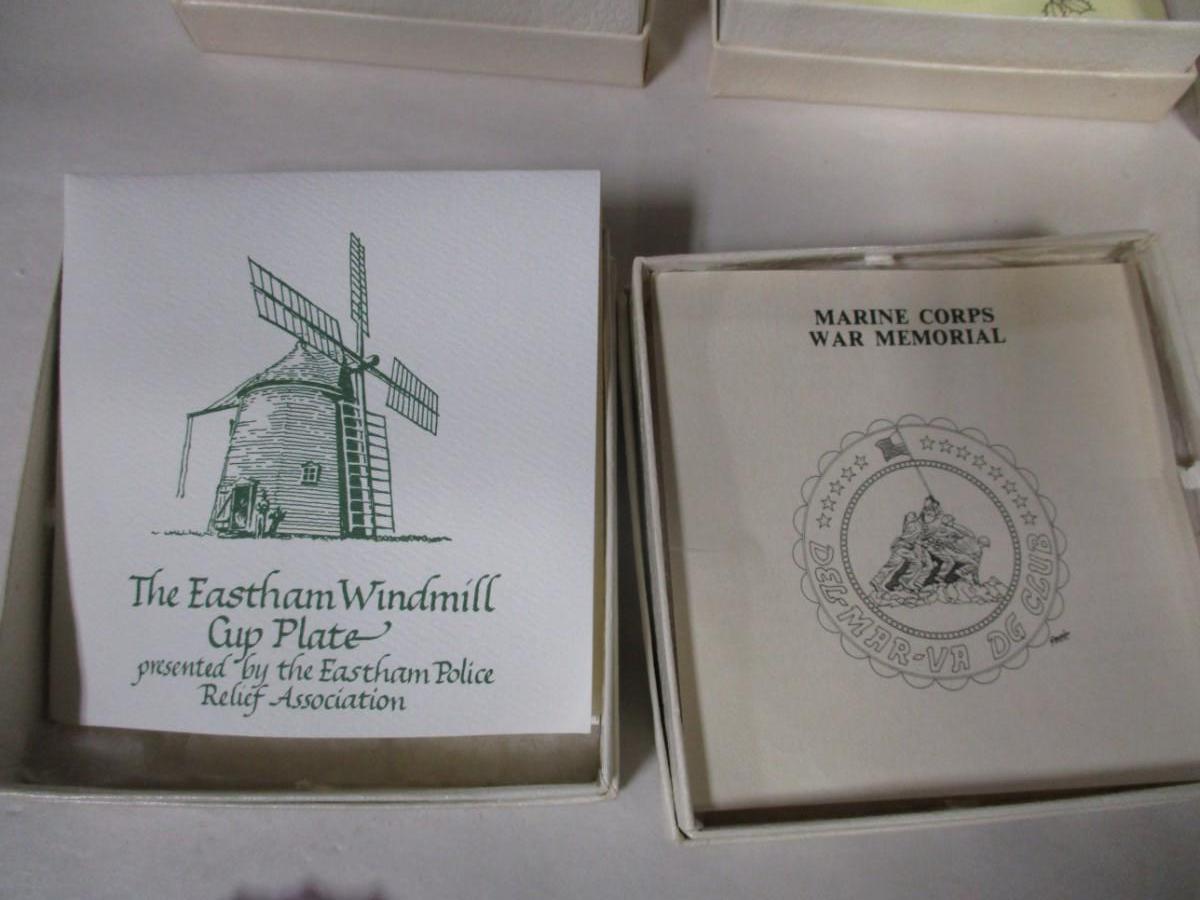 The Eastham Windmill
Cup Plate
presented by the Eastham Police
Relief Association
MARINE CORPS
WAR MEMORIAL
DEL-MAR-VA DG CLUB